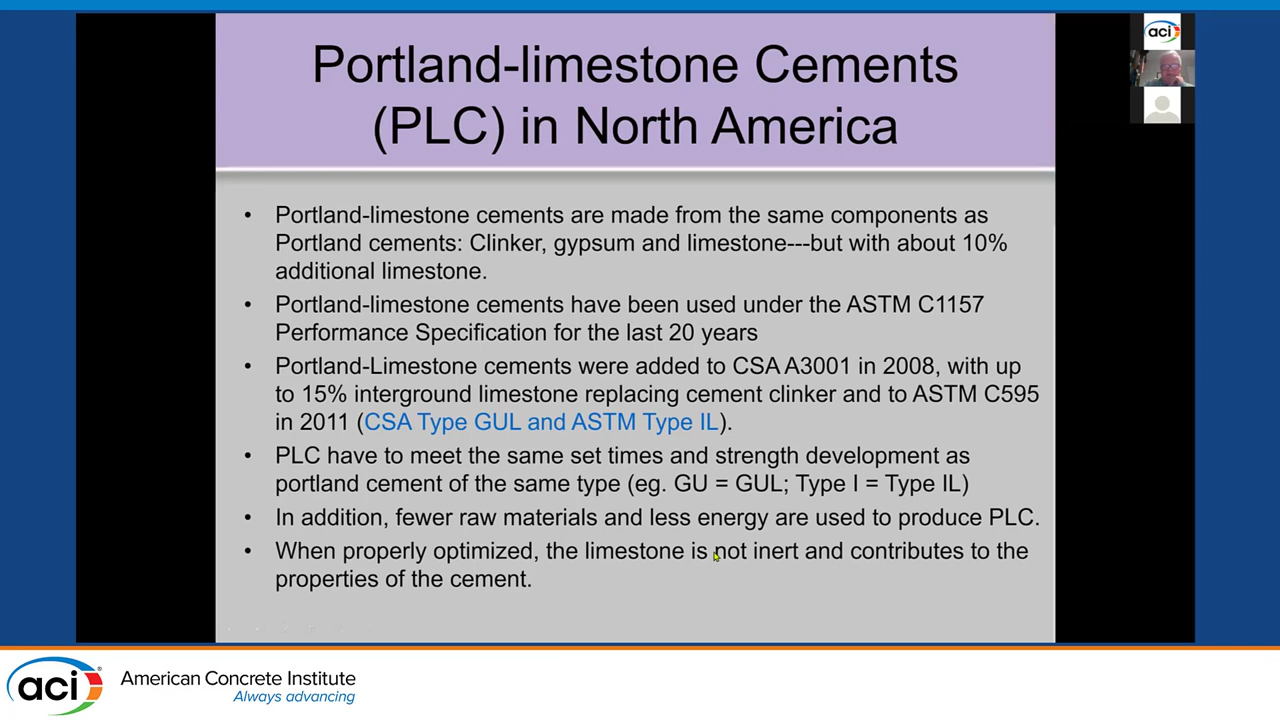 Portland-limestone Cements
(PLC) in North America
• Portland-limestone cements are made from the same components as
Portland cements: Clinker, gypsum and limestone---but with about 10%
additional limestone.
• Portland-limestone cements have been used under the ASTM C1157
Performance Specification for the last 20 years
• Portland-Limestone cements were added to CSA A3001 in 2008, with up
to 15% interground limestone replacing cement clinker and to ASTM C595
in 2011 (CSA Type GUL and ASTM Type IL).
• PLC have to meet the same set times and strength development as
portland cement of the same type (eg. GU = GUL; Type I = Type IL)
• In addition, fewer raw materials and less energy are used to produce PLC.
• When properly optimized, the limestone is not inert and contributes to the
properties of the cement.
aci
aci®
American Concrete Institute
Always advancing